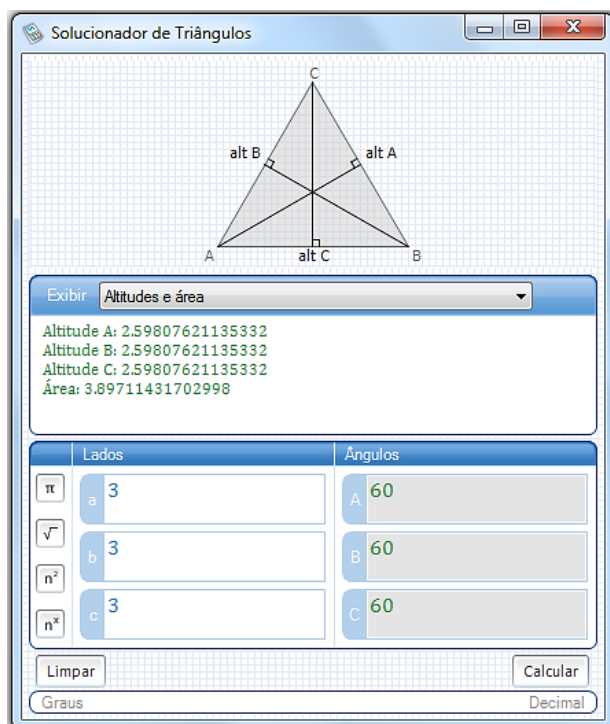 Solucionador de Triângulos
C
alt B alt A
A alt C B
Exibir Altitudes e área
Altitude A: 2.59807621135332
Altitude B: 2.59807621135332
Altitude C: 2.59807621135332
Área: 3.89711431702998
Lados Ângulos
π a 3 A 60
√
b 3 B 60
n²
c 3 C 60
nˣ
Limpar Calcular
Graus Decimal